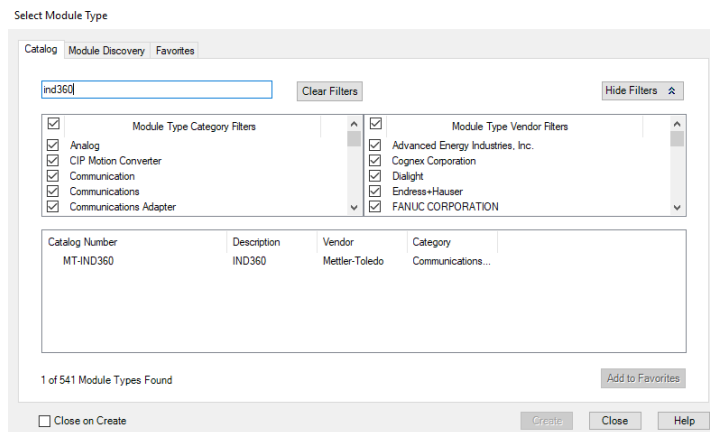 Select Module Type
Catalog Module Discovery Favorites
ind360 Clear Filters Hide Filters
Module Type Category Filters Module Type Vendor Filters
Analog Advanced Energy Industries, Inc.
CIP Motion Converter Cognex Corporation
Communication Dialight
Communications Endress+Hauser
Communications Adapter FANUC CORPORATION
Catalog Number Description Vendor Category
MT-IND360 IND360 Mettler-Toledo Communications...
1 of 541 Module Types Found Add to Favorites
Close on Create Create Close Help